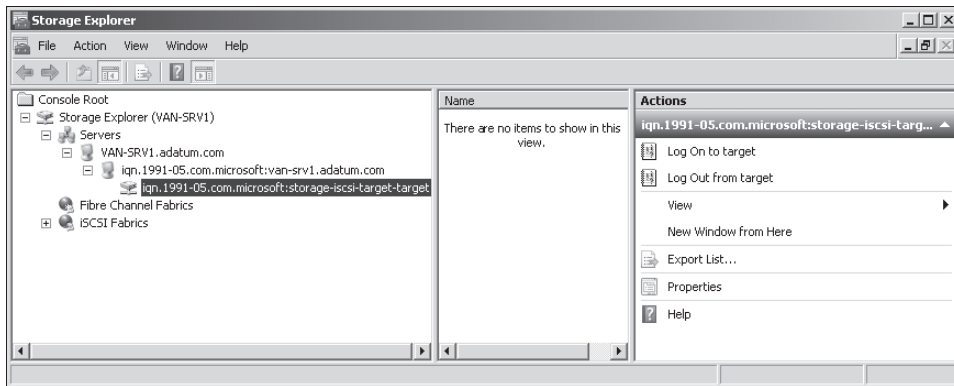 Storage Explorer
File Action View Window Help
Console Root
Storage Explorer (VAN-SRV1)
Servers
VAN-SRV1.adatum.com
iqn.1991-05.com.microsoft:van-srv1.adatum.com
iqn.1991-05.com.microsoft:storage-iscsi-target-target
Fibre Channel Fabrics
iSCSI Fabrics
Name
There are no items to show in this
view.
Actions
iqn.1991-05.com.microsoft:storage-iscsi-targ...
Log On to target
Log Out from target
View
New Window from Here
Export List...
Properties
Help